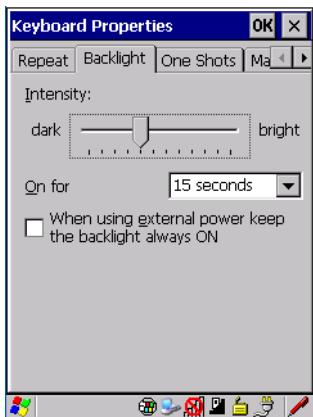 Keyboard Properties OK
Repeat Backlight One Shots Ma
Intensity:
dark bright
On for 15 seconds
When using external power keep
the backlight always ON